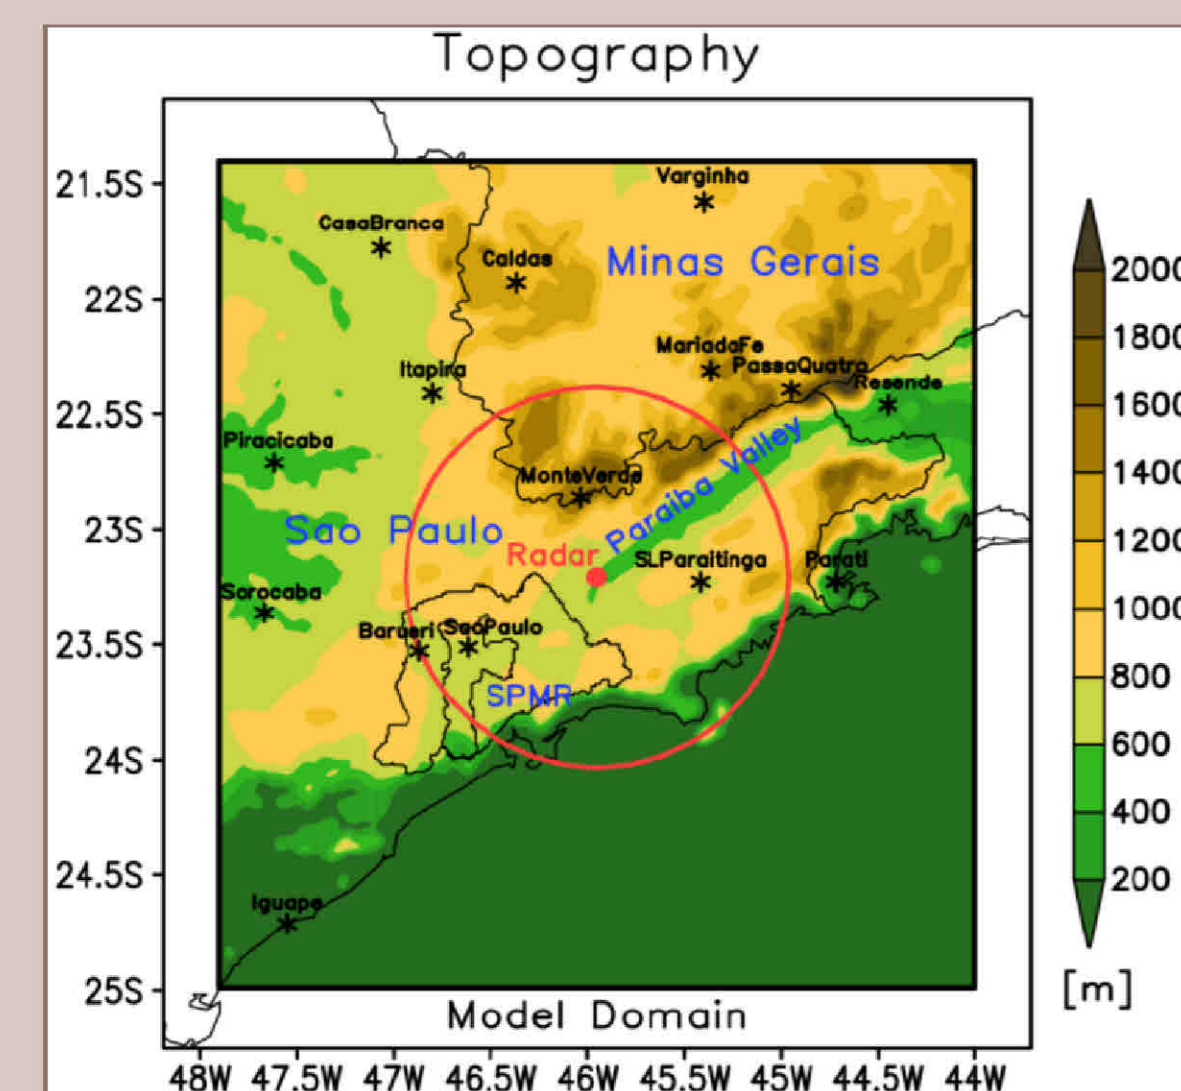 Topography
21.5S
22S
22.5S
23S
23.5S
24S
24.5S
25S
Varginha
CasaBranca
Caldas
Minas Gerais
MariadaFe
PassaQuatro
Itapira
Resende
Piracicaba
MonteVerde
Paraiba Valley
Sao Paulo
Radar
SLParaitinga
Parati
Sorocaba
Barueri
SaoPaulo
SPMR
Iguape
Model Domain
48W 47.5W 47W 46.5W 46W 45.5W 45W 44.5W 44W
2000
1800
1600
1400
1200
1000
800
600
400
200
[m]